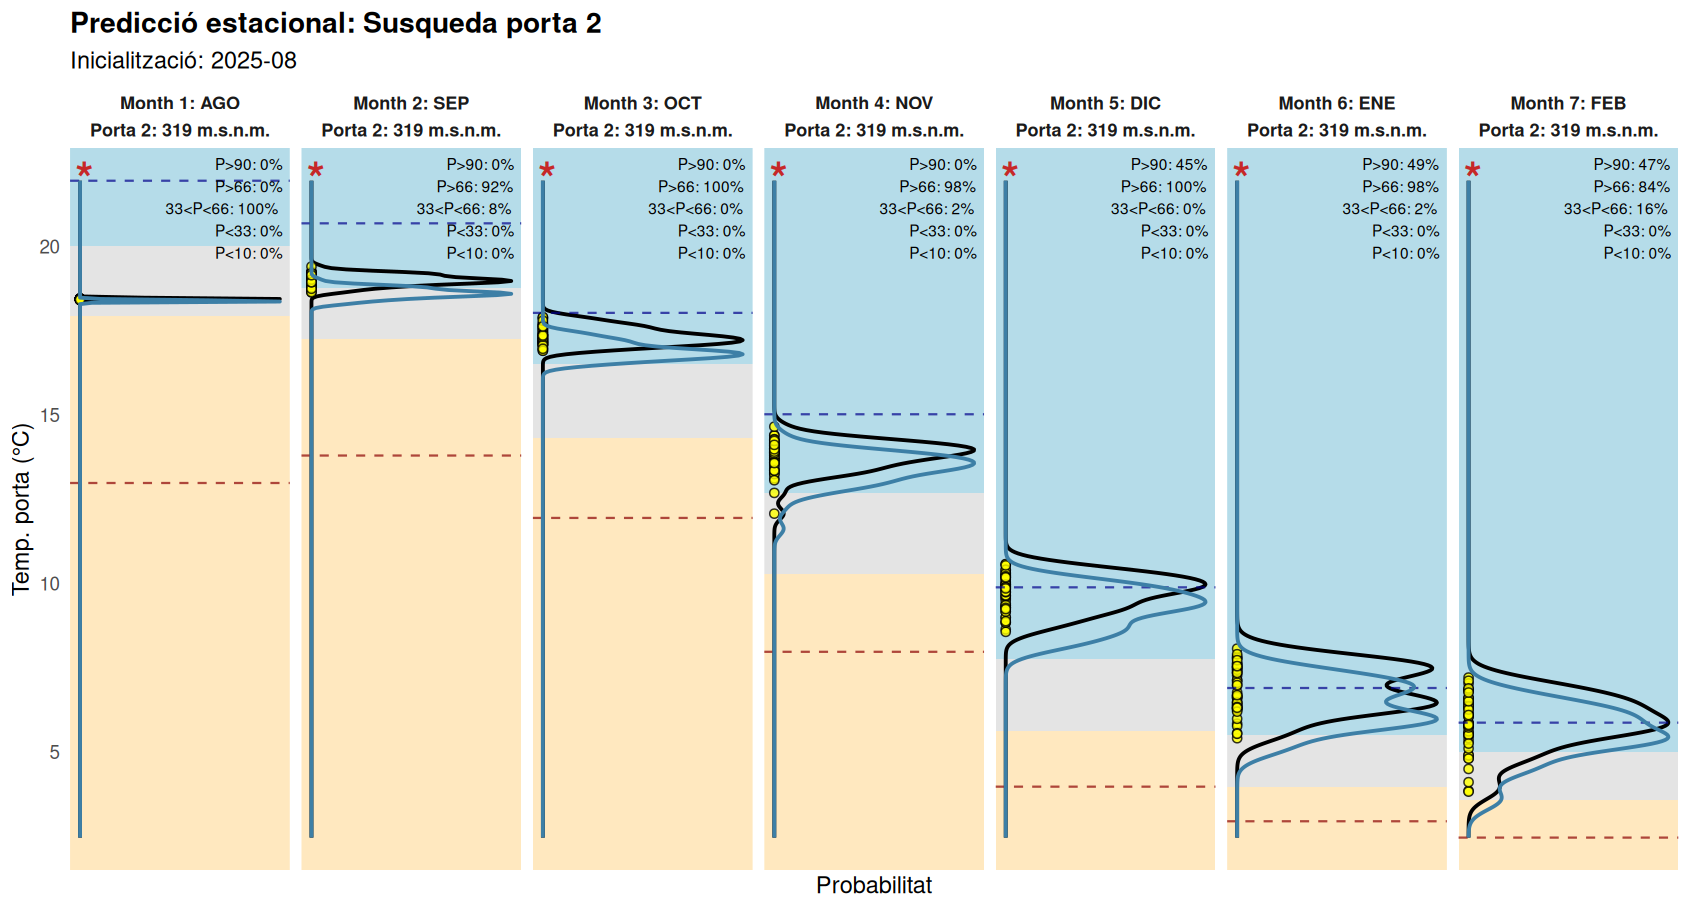 Predicció estacional: Susqueda porta 2
Inicialització: 2025-08
Month 1: AGO
Porta 2: 319 m.s.n.m.
Month 2: SEP
Porta 2: 319 m.s.n.m.
Month 3: OCT
Porta 2: 319 m.s.n.m.
Month 4: NOV
Porta 2: 319 m.s.n.m.
Month 5: DIC
Porta 2: 319 m.s.n.m.
Month 6: ENE
Porta 2: 319 m.s.n.m.
Month 7: FEB
Porta 2: 319 m.s.n.m.
*
P>90: 0%
P>66: 0%
33<P<66: 100%
P<33: 0%
P<10: 0%
*
P>90: 0%
P>66: 92%
33<P<66: 8%
P<33: 0%
P<10: 0%
*
P>90: 0%
P>66: 100%
33<P<66: 0%
P<33: 0%
P<10: 0%
*
P>90: 0%
P>66: 98%
33<P<66: 2%
P<33: 0%
P<10: 0%
*
P>90: 45%
P>66: 100%
33<P<66: 0%
P<33: 0%
P<10: 0%
*
P>90: 49%
P>66: 98%
33<P<66: 2%
P<33: 0%
P<10: 0%
*
P>90: 47%
P>66: 84%
33<P<66: 16%
P<33: 0%
P<10: 0%
20
15
10
5
Temp. porta (°C)
Probabilitat